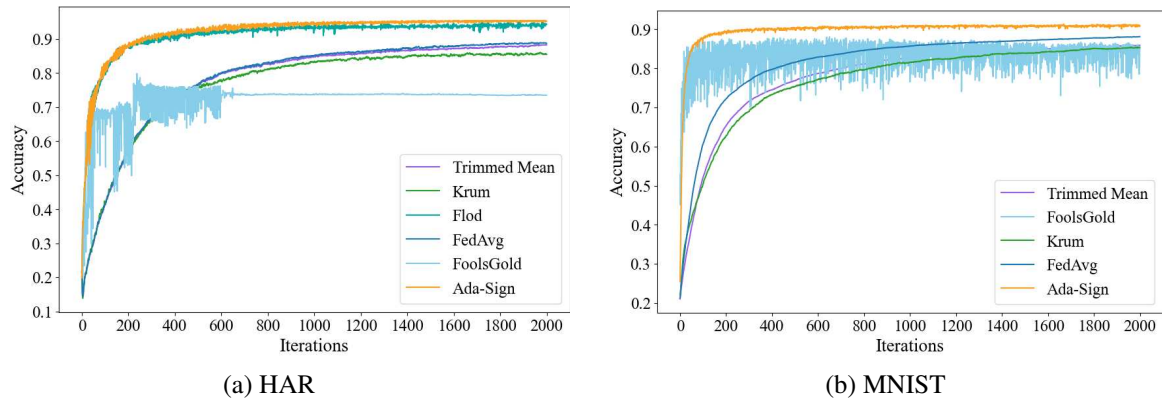 0.9
0.8
0.7
0.6
0.5
0.4
0.3
0.2
0.1
Accuracy
Trimmed Mean
Krum
Flod
FedAvg
FoolsGold
Ada-Sign
0 200 400 600 800 1000 1200 1400 1600 1800 2000
Iterations
(a) HAR
0.9
0.8
0.7
0.6
0.5
0.4
0.3
0.2
Accuracy
Trimmed Mean
FoolsGold
Krum
FedAvg
Ada-Sign
0 200 400 600 800 1000 1200 1400 1600 1800 2000
Iterations
(b) MNIST